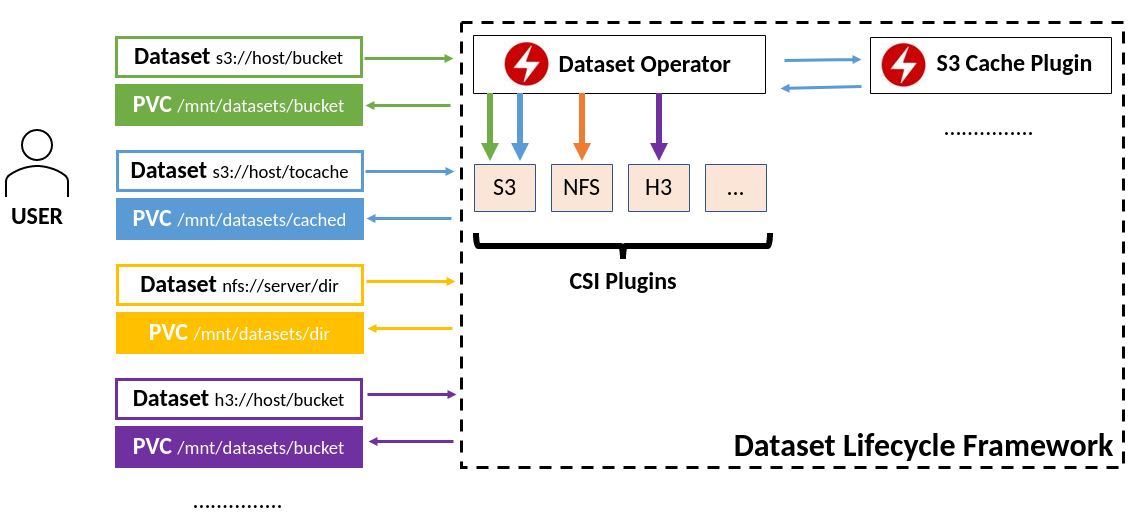 USER
Dataset s3://host/bucket
PVC /mnt/datasets/bucket
Dataset s3://host/tocache
PVC /mnt/datasets/cached
Dataset nfs://server/dir
PVC /mnt/datasets/dir
Dataset h3://host/bucket
PVC /mnt/datasets/bucket
...............
Dataset Operator
S3 Cache Plugin
...............
S3
NFS
H3
...
CSI Plugins
Dataset Lifecycle Framework